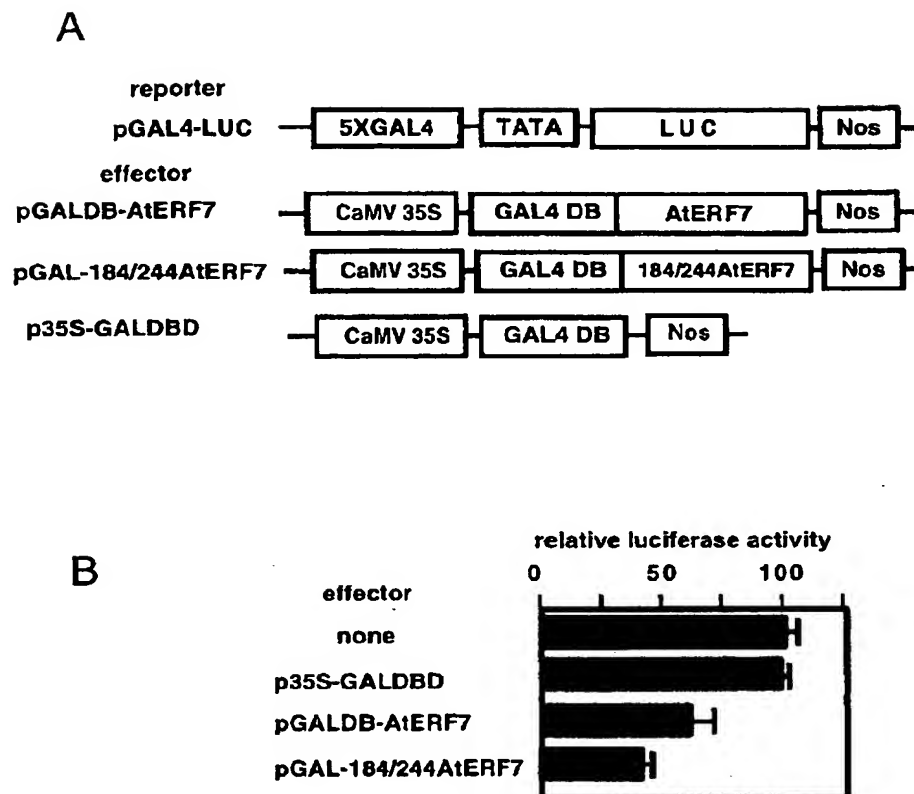 A
reporter
pGAL4-LUC 5XGAL4 TATA LUC Nos
effector
pGALDB-AtERF7 CaMV 35S GAL4 DB AtERF7 Nos
pGAL-184/244AtERF7 CaMV 35S GAL4 DB 184/244AtERF7 Nos
p35S-GALDBD CaMV 35S GAL4 DB Nos
B
relative luciferase activity
0 50 100
effector
none
p35S-GALDBD
pGALDB-AtERF7
pGAL-184/244AtERF7